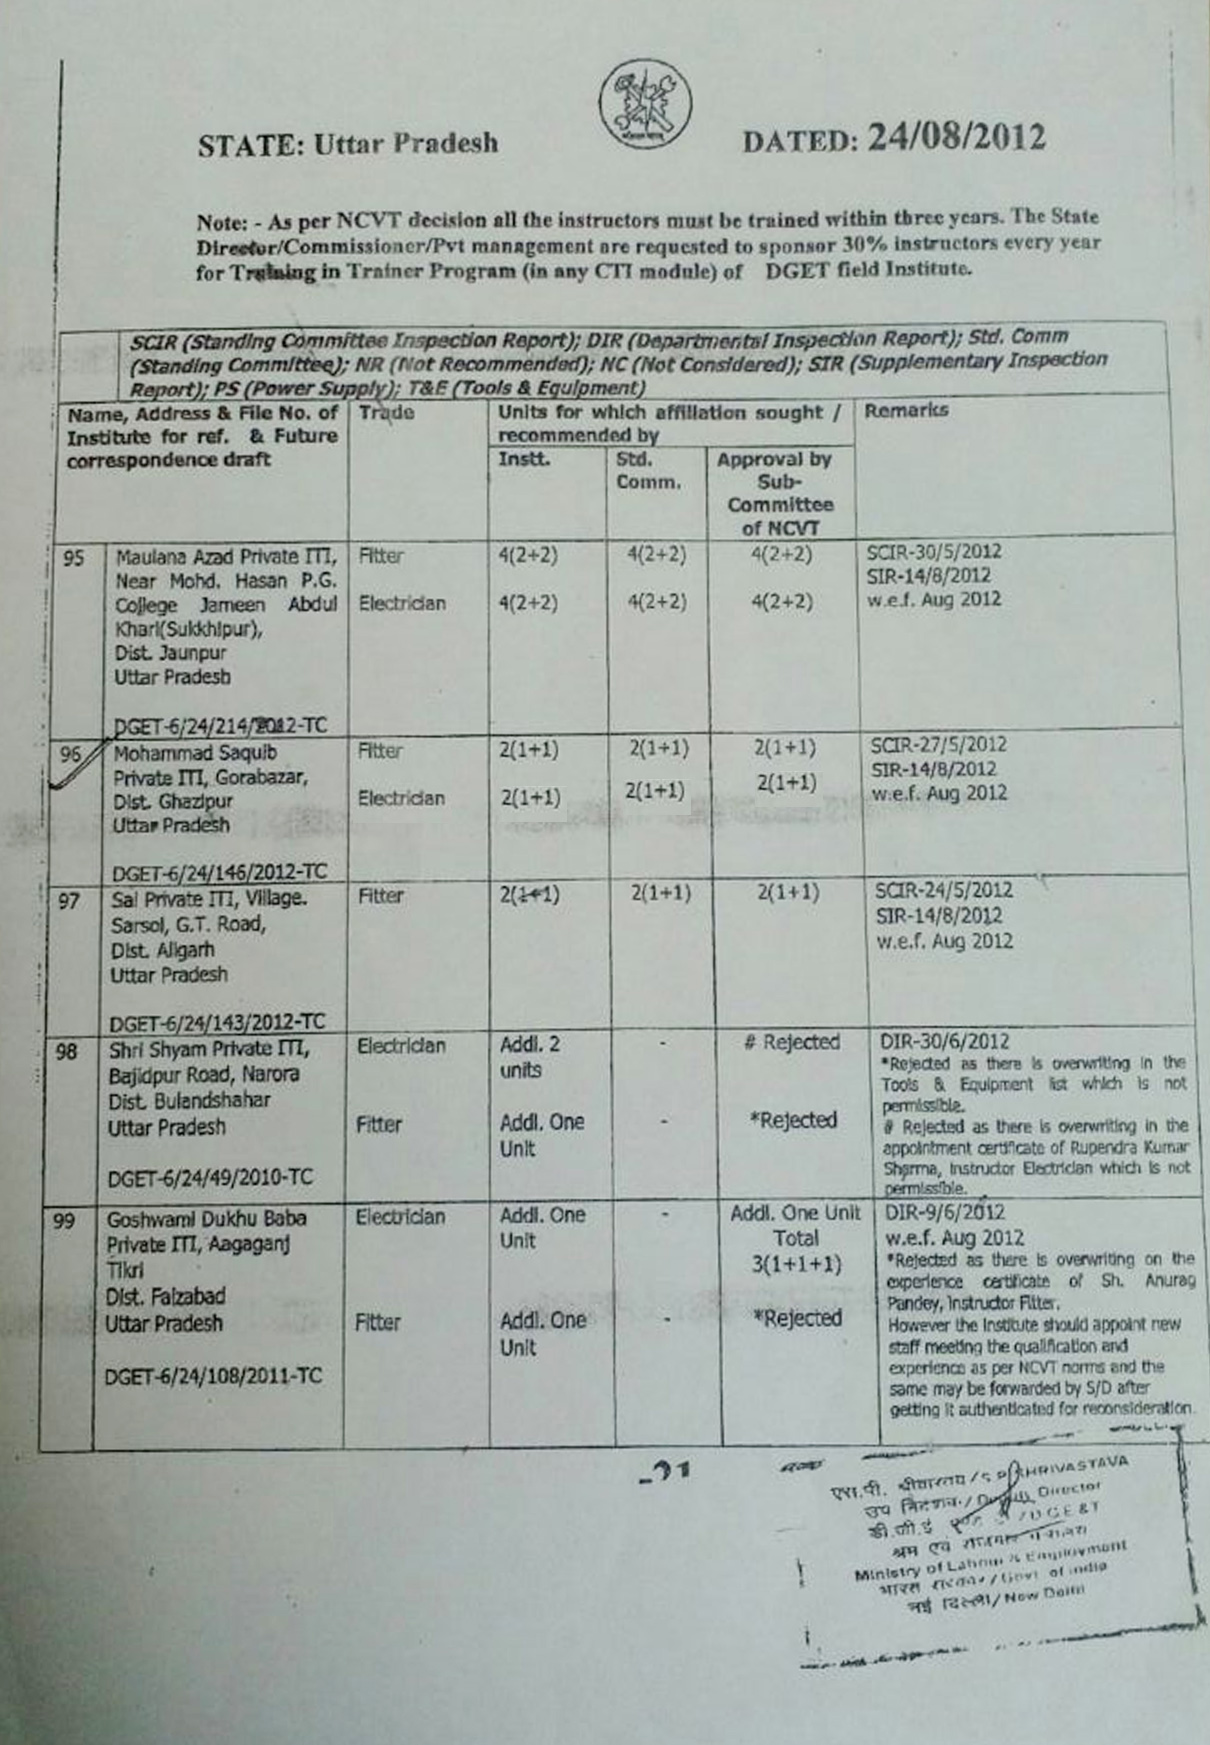 STATE: Uttar Pradesh
DATED: 24/08/2012
Note: - As per NCVT decision all the instructors must be trained within three years. The State
Director/Commissioner/Pvt management are requested to sponsor 30% instructors every year
for Training in Trainer Program (in any CTI module) of DGET field Institute.
SCIR (Standing Committee Inspection Report); DIR (Departmental Inspection Report); Std. Comm
(Standing Committee); NR (Not Recommended); NC (Not Considered); SIR (Supplementary Inspection
Report); PS (Power Supply); T&E (Tools & Equipment)
Name, Address & File No. of
Institute for ref. & Future
correspondence draft
Trade
Units for which affiliation sought /
recommended by
Remarks
Instt.
Std.
Comm.
Approval by
Sub-
Committee
of NCVT
95
Maulana Azad Private ITI,
Near Mohd. Hasan P.G.
College Jameen Abdul
Khari(Sukkhipur),
Dist. Jaunpur
Uttar Pradesh
DGET-6/24/214/2012-TC
Fitter
4(2+2)
4(2+2)
4(2+2)
Electrician
4(2+2)
4(2+2)
4(2+2)
SCIR-30/5/2012
SIR-14/8/2012
w.e.f. Aug 2012
96
Mohammad Saquib
Private ITI, Gorabazar,
Dist. Ghazipur
Uttar Pradesh
DGET-6/24/146/2012-TC
Fitter
2(1+1)
2(1+1)
2(1+1)
Electrician
2(1+1)
2(1+1)
2(1+1)
SCIR-27/5/2012
SIR-14/8/2012
w.e.f. Aug 2012
97
Sai Private ITI, Village.
Sarsol, G.T. Road,
Dist. Aligarh
Uttar Pradesh
DGET-6/24/143/2012-TC
Fitter
2(1+1)
2(1+1)
2(1+1)
SCIR-24/5/2012
SIR-14/8/2012
w.e.f. Aug 2012
98
Shri Shyam Private ITI,
Bajidpur Road, Narora
Dist. Bulandshahar
Uttar Pradesh
DGET-6/24/49/2010-TC
Electrician
Addl. 2
units
-
# Rejected
Fitter
Addl. One
Unit
-
*Rejected
DIR-30/6/2012
*Rejected as there is overwriting in the
Tools & Equipment list which is not
permissible.
# Rejected as there is overwriting in the
appointment certificate of Rupendra Kumar
Sharma, Instructor Electrician which is not
permissible.
99
Goshwami Dukhu Baba
Private ITI, Aagaganj
Tikri
Dist. Faizabad
Uttar Pradesh
DGET-6/24/108/2011-TC
Electrician
Addl. One
Unit
-
Addl. One Unit
Total
3(1+1+1)
Fitter
Addl. One
Unit
-
*Rejected
DIR-9/6/2012
w.e.f. Aug 2012
*Rejected as there is overwriting on the
experience certificate of Sh. Anurag
Pandey, Instructor Fitter.
However the Institute should appoint new
staff meeting the qualification and
experience as per NCVT norms and the
same may be forwarded by S/D after
getting it authenticated for reconsideration.
एस.पी. श्रीवास्तव / S.P. SHRIVASTAVA
उप निदेशक / Deputy Director
डी.जी.ई / DGE&T
श्रम एवं रोजगार मंत्रालय
Ministry of Labour & Employment
भारत सरकार / Govt. of India
नई दिल्ली / New Delhi